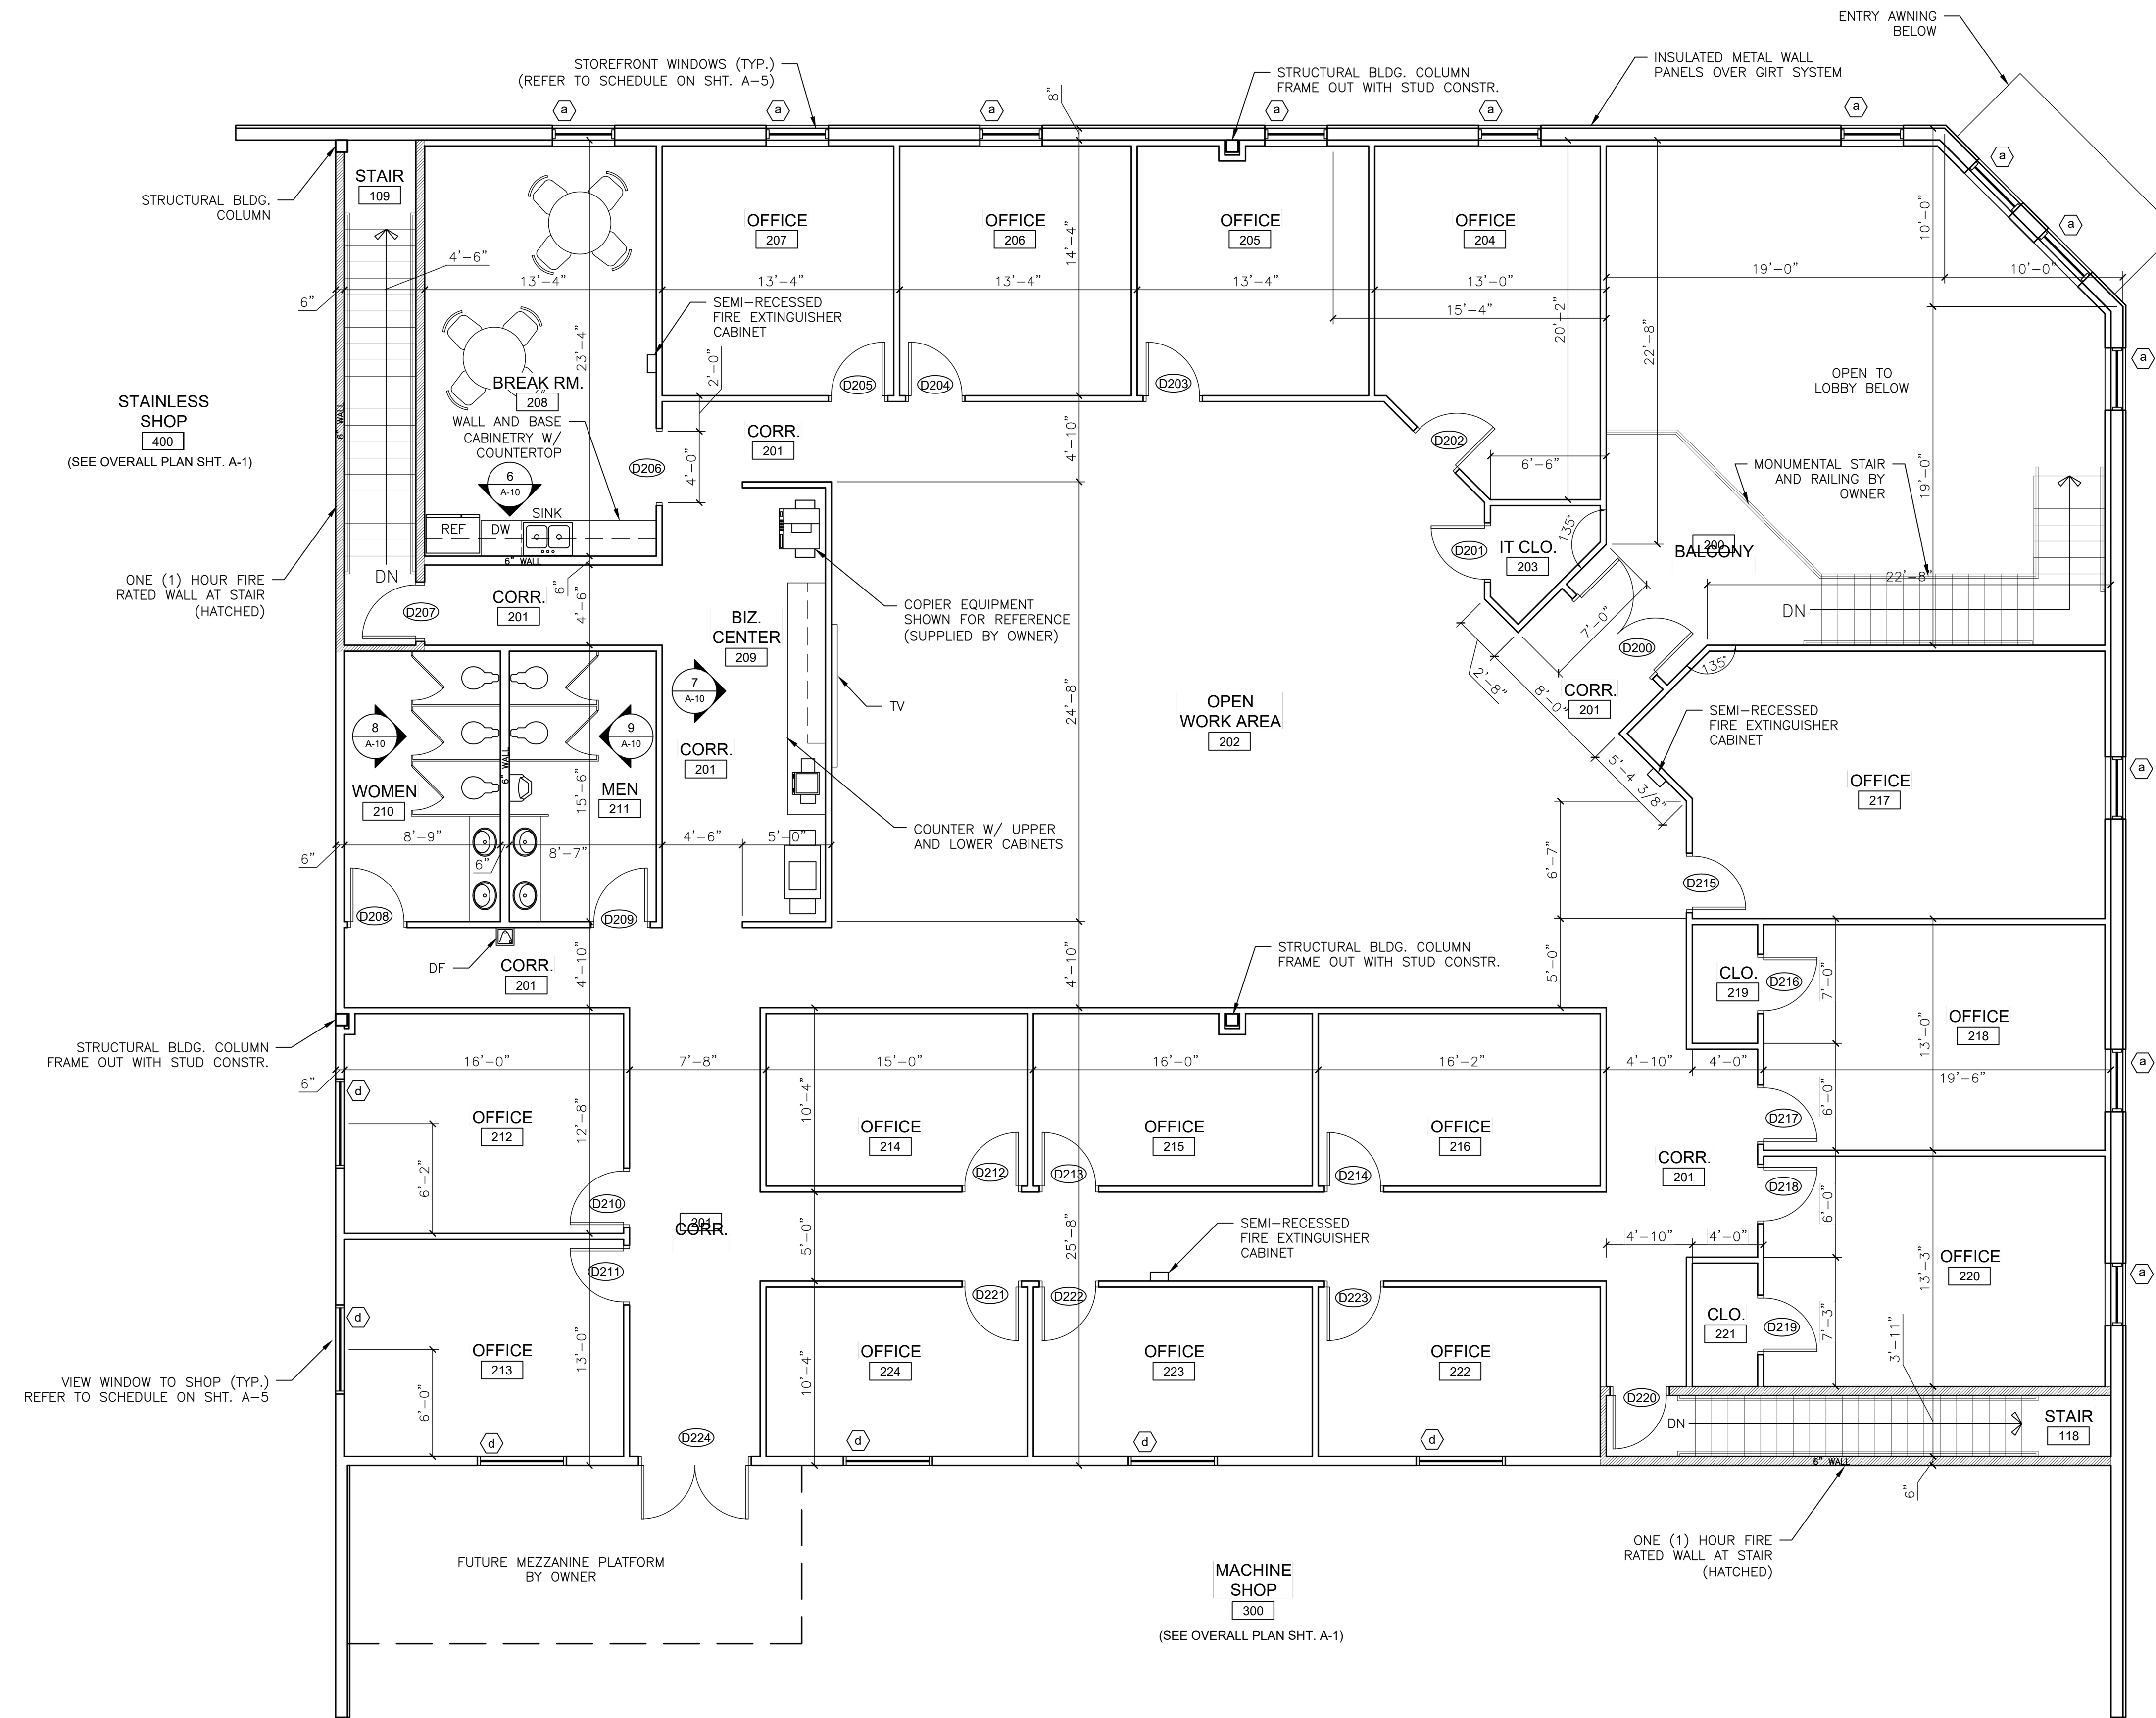 ENTRY AWNING
BELOW
STOREFRONT WINDOWS (TYP.)
(REFER TO SCHEDULE ON SHT. A-5)
STRUCTURAL BLDG. COLUMN
FRAME OUT WITH STUD CONSTR.
INSULATED METAL WALL
PANELS OVER GIRT SYSTEM
8"
a
a
a
a
a
a
a
a
STAIR
109
STRUCTURAL BLDG.
COLUMN
OFFICE
207
OFFICE
206
OFFICE
205
OFFICE
204
14'-4"
10'-0"
4'-6"
6"
13'-4"
13'-4"
13'-4"
13'-4"
13'-0"
19'-0"
10'-0"
15'-4"
20'-2"
22'-8"
23'-4"
2'-0"
SEMI-RECESSED
FIRE EXTINGUISHER
CABINET
a
OPEN TO
LOBBY BELOW
BREAK RM.
208
D205
D204
D203
D202
STAINLESS
SHOP
400
(SEE OVERALL PLAN SHT. A-1)
6" WALL
WALL AND BASE
CABINETRY W/
COUNTERTOP
CORR.
201
4'-10"
D206
4'-0"
6
A-10
6'-6"
MONUMENTAL STAIR
AND RAILING BY
OWNER
19'-0"
REF
DW
SINK
6" WALL
135°
D201
IT CLO.
203
200
BALCONY
22'-8"
DN
ONE (1) HOUR FIRE
RATED WALL AT STAIR
(HATCHED)
DN
D207
CORR.
201
6"
4'-6"
BIZ.
CENTER
209
COPIER EQUIPMENT
SHOWN FOR REFERENCE
(SUPPLIED BY OWNER)
7'-0"
D200
135°
2'-8"
8'-0"
CORR.
201
7
A-10
TV
24'-8"
OPEN
WORK AREA
202
SEMI-RECESSED
FIRE EXTINGUISHER
CABINET
8
A-10
9
A-10
6" WALL
CORR.
201
5'-4 3/8"
a
OFFICE
217
WOMEN
210
15'-6"
MEN
211
8'-9"
6"
8'-7"
4'-6"
5'-0"
6"
COUNTER W/ UPPER
AND LOWER CABINETS
6'-7"
D215
D208
D209
DF
CORR.
201
4'-10"
4'-10"
STRUCTURAL BLDG. COLUMN
FRAME OUT WITH STUD CONSTR.
5'-0"
CLO.
219
D216
7'-0"
OFFICE
218
13'-0"
STRUCTURAL BLDG. COLUMN
FRAME OUT WITH STUD CONSTR.
6"
16'-0"
7'-8"
15'-0"
16'-0"
16'-2"
4'-10"
4'-0"
19'-6"
a
d
OFFICE
212
12'-8"
6'-2"
10'-4"
OFFICE
214
OFFICE
215
OFFICE
216
D217
6'-0"
D210
D212
D213
D214
CORR.
201
D218
6'-0"
201
CORR.
5'-0"
25'-8"
SEMI-RECESSED
FIRE EXTINGUISHER
CABINET
4'-10"
4'-0"
OFFICE
220
13'-3"
a
D211
D221
D222
D223
d
CLO.
221
D219
7'-3"
3'-11"
OFFICE
213
13'-0"
6'-0"
10'-4"
OFFICE
224
OFFICE
223
OFFICE
222
VIEW WINDOW TO SHOP (TYP.)
REFER TO SCHEDULE ON SHT. A-5
D220
DN
STAIR
118
d
D224
d
d
d
6" WALL
6"
ONE (1) HOUR FIRE
RATED WALL AT STAIR
(HATCHED)
FUTURE MEZZANINE PLATFORM
BY OWNER
MACHINE
SHOP
300
(SEE OVERALL PLAN SHT. A-1)